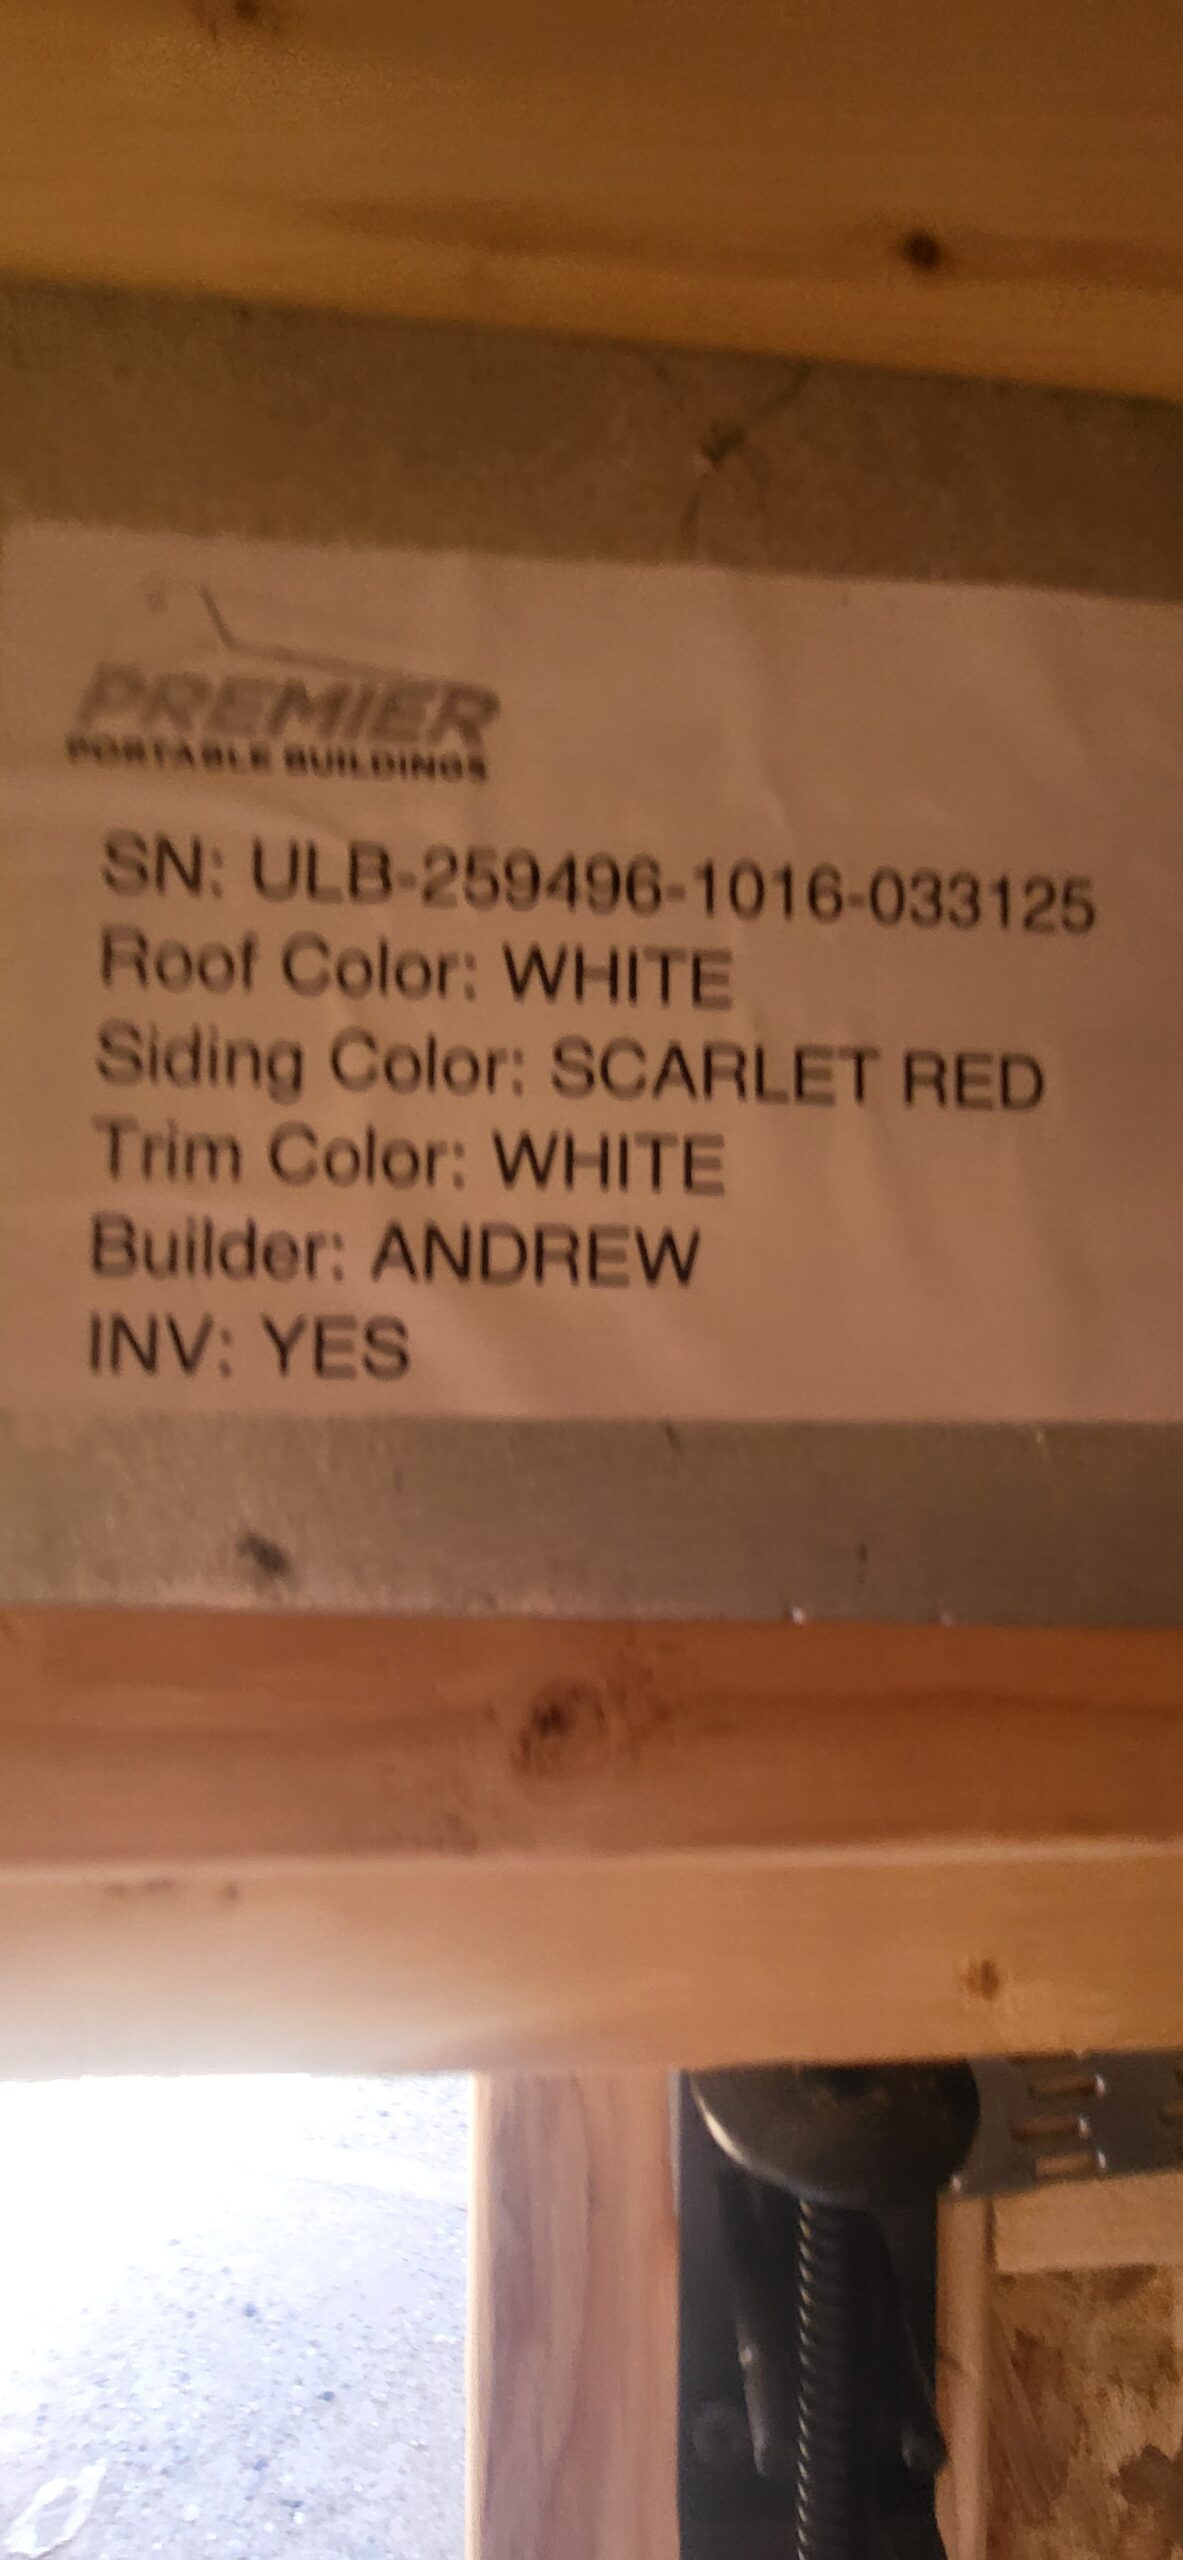 PREMIER
PORTABLE BUILDINGS
SN: ULB-259496-1016-033125
Roof Color: WHITE
Siding Color: SCARLET RED
Trim Color: WHITE
Builder: ANDREW
INV: YES